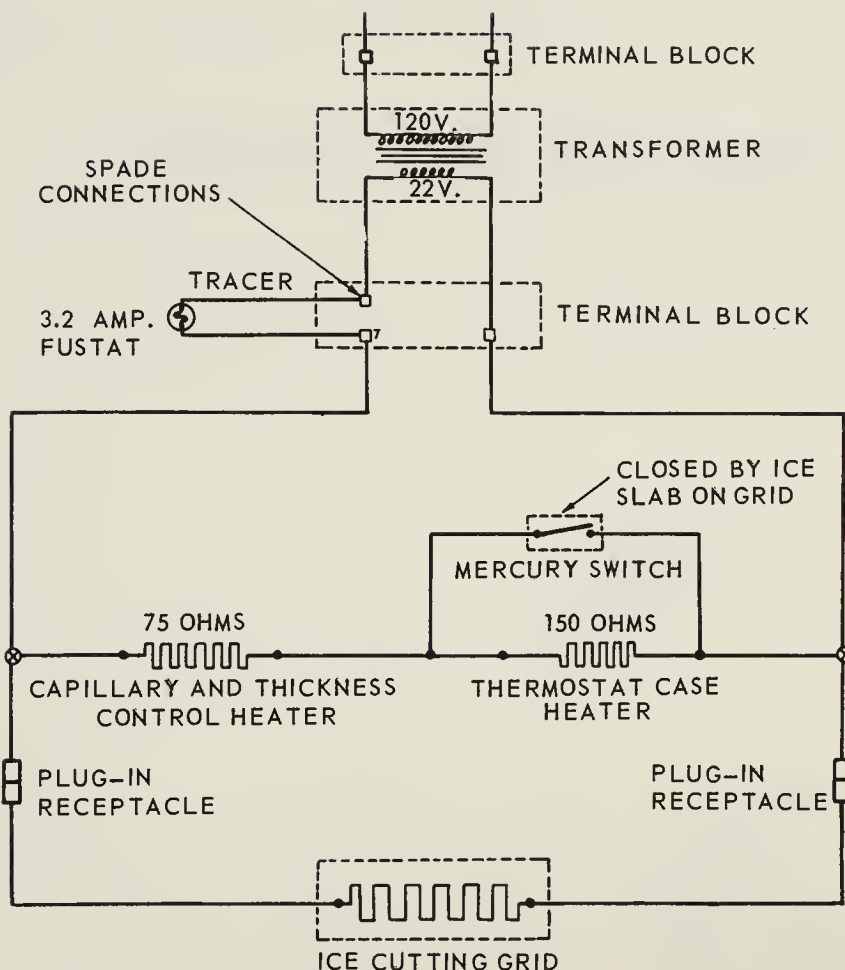 TERMINAL BLOCK
120V.
TRANSFORMER
22V.
SPADE
CONNECTIONS
TRACER
3.2 AMP.
FUSTAT
7
TERMINAL BLOCK
CLOSED BY ICE
SLAB ON GRID
MERCURY SWITCH
75 OHMS
150 OHMS
CAPILLARY AND THICKNESS
CONTROL HEATER
THERMOSTAT CASE
HEATER
PLUG-IN
RECEPTACLE
PLUG-IN
RECEPTACLE
ICE CUTTING GRID